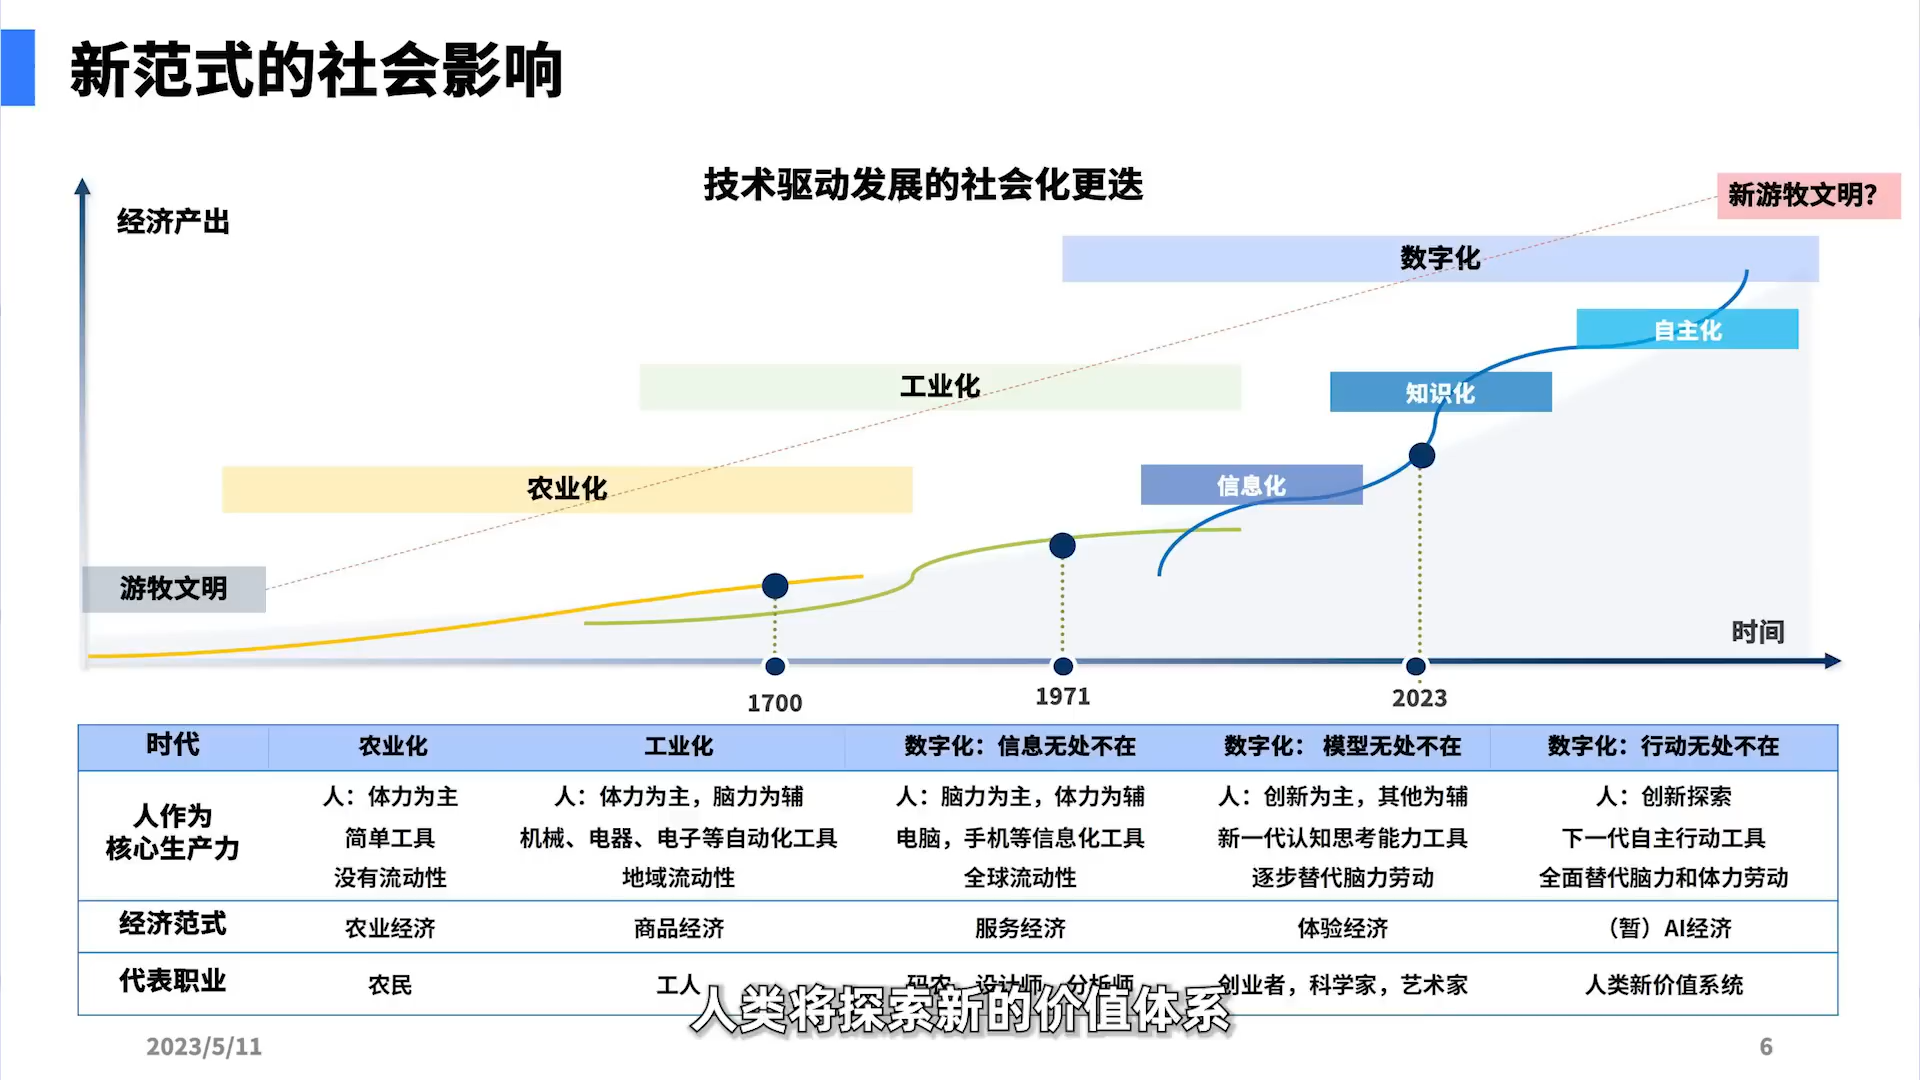 新范式的社会影响
技术驱动发展的社会化更迭
经济产出
新游牧文明?
数字化
自主化
工业化
知识化
农业化
信息化
游牧文明
时间
1700
1971
2023
时代 农业化 工业化 数字化：信息无处不在 数字化：模型无处不在 数字化：行动无处不在
人作为
核心生产力
人：体力为主 人：体力为主，脑力为辅 人：脑力为主，体力为辅 人：创新为主，其他为辅 人：创新探索
简单工具 机械、电器、电子等自动化工具 电脑，手机等信息化工具 新一代认知思考能力工具 下一代自主行动工具
没有流动性 地域流动性 全球流动性 逐步替代脑力劳动 全面替代脑力和体力劳动
经济范式 农业经济 商品经济 服务经济 体验经济 （暂）AI经济
代表职业 农民 工人 码农，设计师，分析师 创业者，科学家，艺术家 人类新价值系统
人类将探索新的价值体系
2023/5/11
6